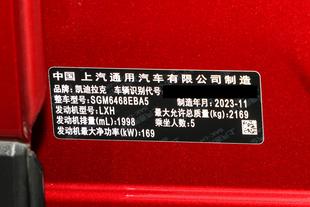 中国 上汽通用汽车有限公司制造
品牌：凯迪拉克 车辆识别代号
整车型号：SGM6468EBA5 制造年月：2023-11
发动机型号：LXH 最大允许总质量(kg)：2169
发动机排量(mL)：1998 乘坐人数：5
发动机最大净功率(kW)：169